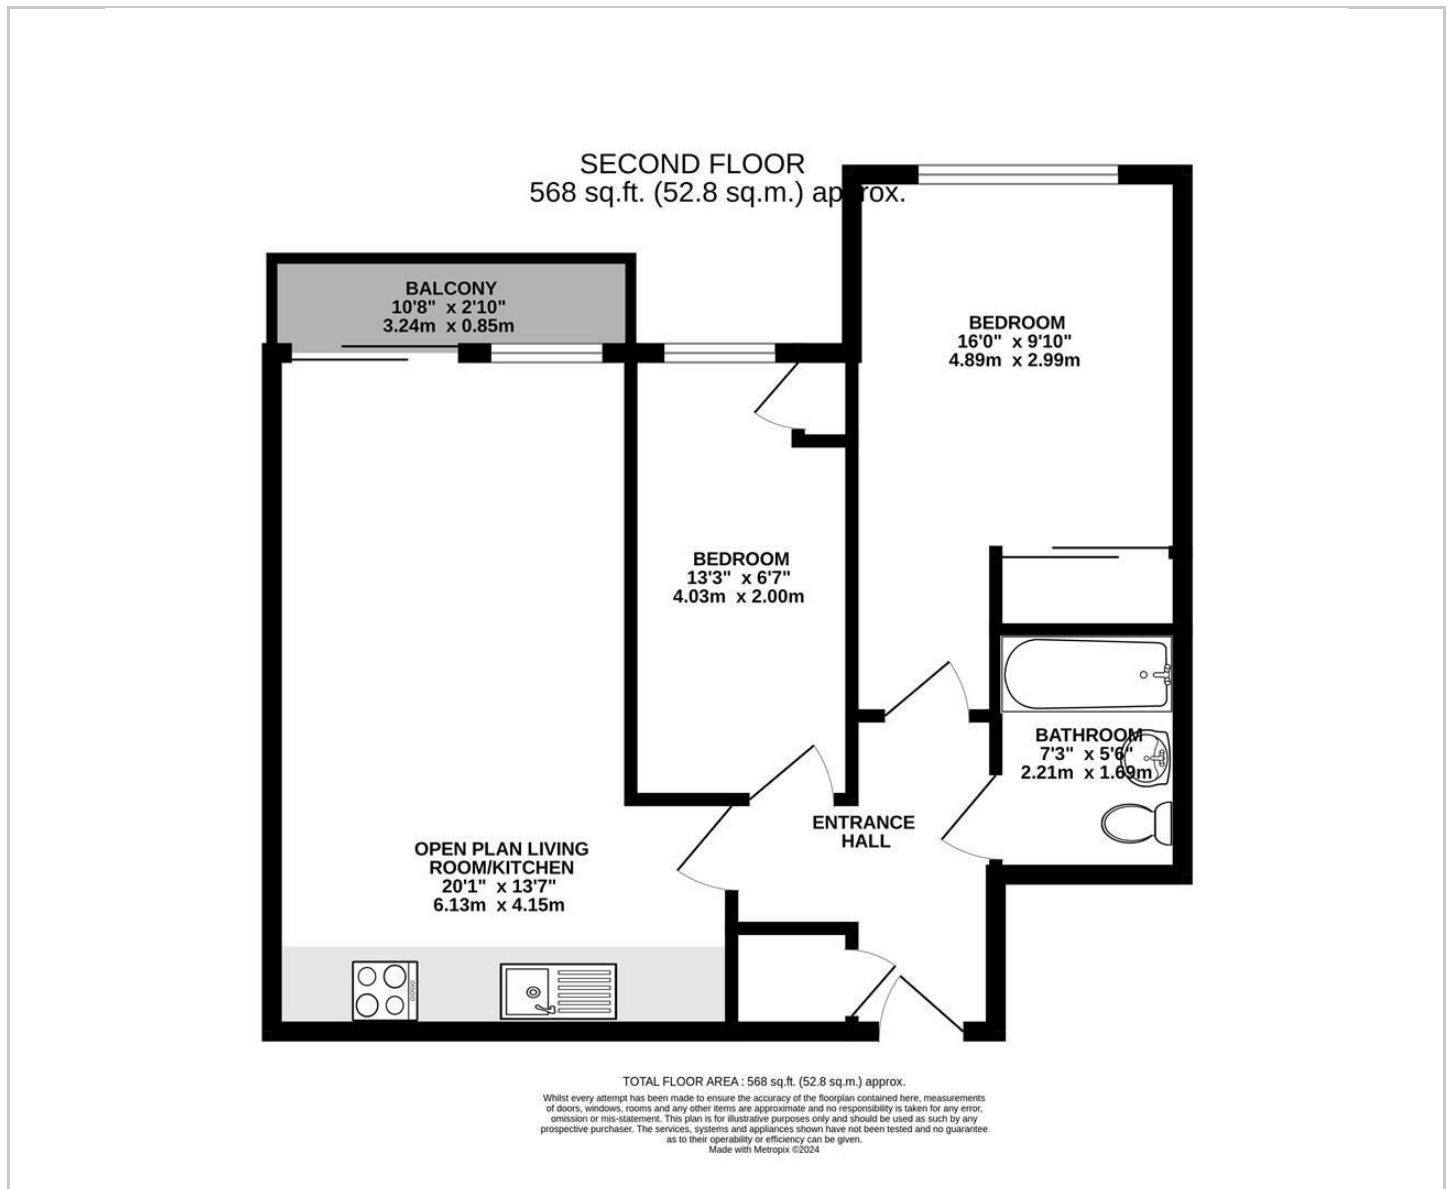 SECOND FLOOR
568 sq.ft. (52.8 sq.m.) approx.
BALCONY
10'8" x 2'10"
3.24m x 0.85m
BEDROOM
16'0" x 9'10"
4.89m x 2.99m
BEDROOM
13'3" x 6'7"
4.03m x 2.00m
BATHROOM
7'3" x 5'6"
2.21m x 1.69m
ENTRANCE
HALL
OPEN PLAN LIVING
ROOM/KITCHEN
20'1" x 13'7"
6.13m x 4.15m
TOTAL FLOOR AREA : 568 sq.ft. (52.8 sq.m.) approx.
Whilst every attempt has been made to ensure the accuracy of the floorplan contained here, measurements
of doors, windows, rooms and any other items are approximate and no responsibility is taken for any error,
omission or mis-statement. This plan is for illustrative purposes only and should be used as such by any
prospective purchaser. The services, systems and appliances shown have not been tested and no guarantee
as to their operability or efficiency can be given.
Made with Metropix ©2024